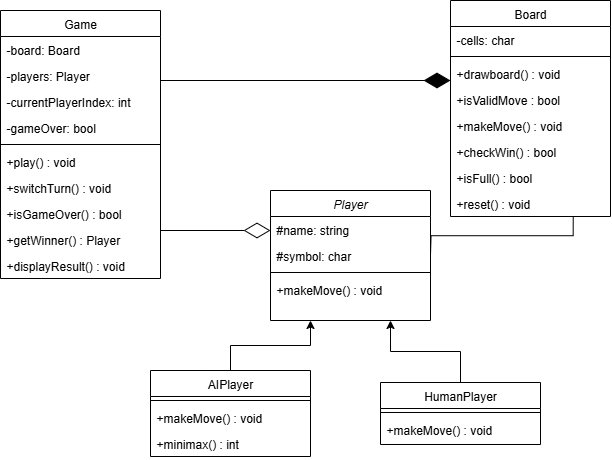 Game
-board: Board
-players: Player
-currentPlayerIndex: int
-gameOver: bool
+play() : void
+switchTurn() : void
+isGameOver() : bool
+getWinner() : Player
+displayResult() : void
Board
-cells: char
+drawboard() : void
+isValidMove : bool
+makeMove() : void
+checkWin() : bool
+isFull() : bool
+reset() : void
Player
#name: string
#symbol: char
+makeMove() : void
AIPlayer
+makeMove() : void
+minimax() : int
HumanPlayer
+makeMove() : void